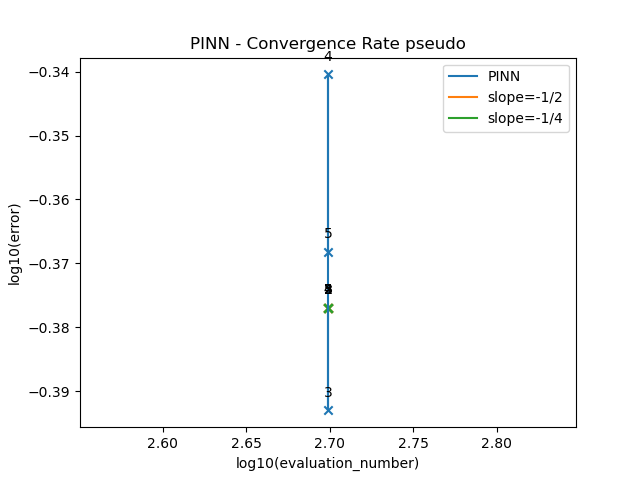 PINN - Convergence Rate pseudo
4
−0.34
PINN
slope=-1/2
slope=-1/4
−0.35
−0.36
5
−0.37
−0.38
3
−0.39
log10(error)
2.60
2.65
2.70
2.75
2.80
log10(evaluation_number)